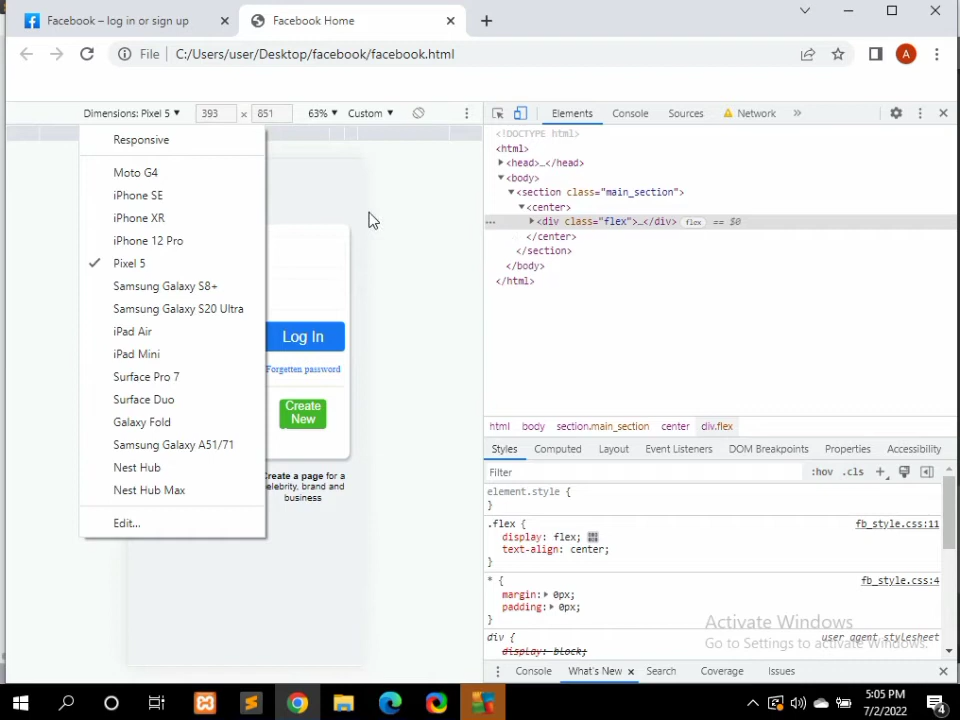 Facebook – log in or sign up
Facebook Home
File
C:/Users/user/Desktop/facebook/facebook.html
A
Dimensions: Pixel 5
393
×
851
63%
Custom
Elements
Console
Sources
Network
»
Responsive
Moto G4
iPhone SE
iPhone XR
iPhone 12 Pro
Pixel 5
Samsung Galaxy S8+
Samsung Galaxy S20 Ultra
iPad Air
iPad Mini
Surface Pro 7
Surface Duo
Galaxy Fold
Samsung Galaxy A51/71
Nest Hub
Nest Hub Max
Edit...
Log In
Forgetten password
Create
New
Create a page for a
elebrity, brand and
business
<!DOCTYPE html>
<html>
<head>…</head>
<body>
<section class="main_section">
<center>
<div class="flex">…</div> flex == $0
</center>
</section>
</body>
</html>
html body section.main_section center div.flex
Styles Computed Layout Event Listeners DOM Breakpoints Properties Accessibility
Filter
:hov .cls +
element.style {
}
.flex {
fb_style.css:11
display: flex;
text-align: center;
}
* {
fb_style.css:4
margin: 0px;
padding: 0px;
}
div {
user agent stylesheet
display: block;
Activate Windows
Go to Settings to activate Windows.
Console What's New Search Coverage Issues
5:05 PM
7/2/2022
4